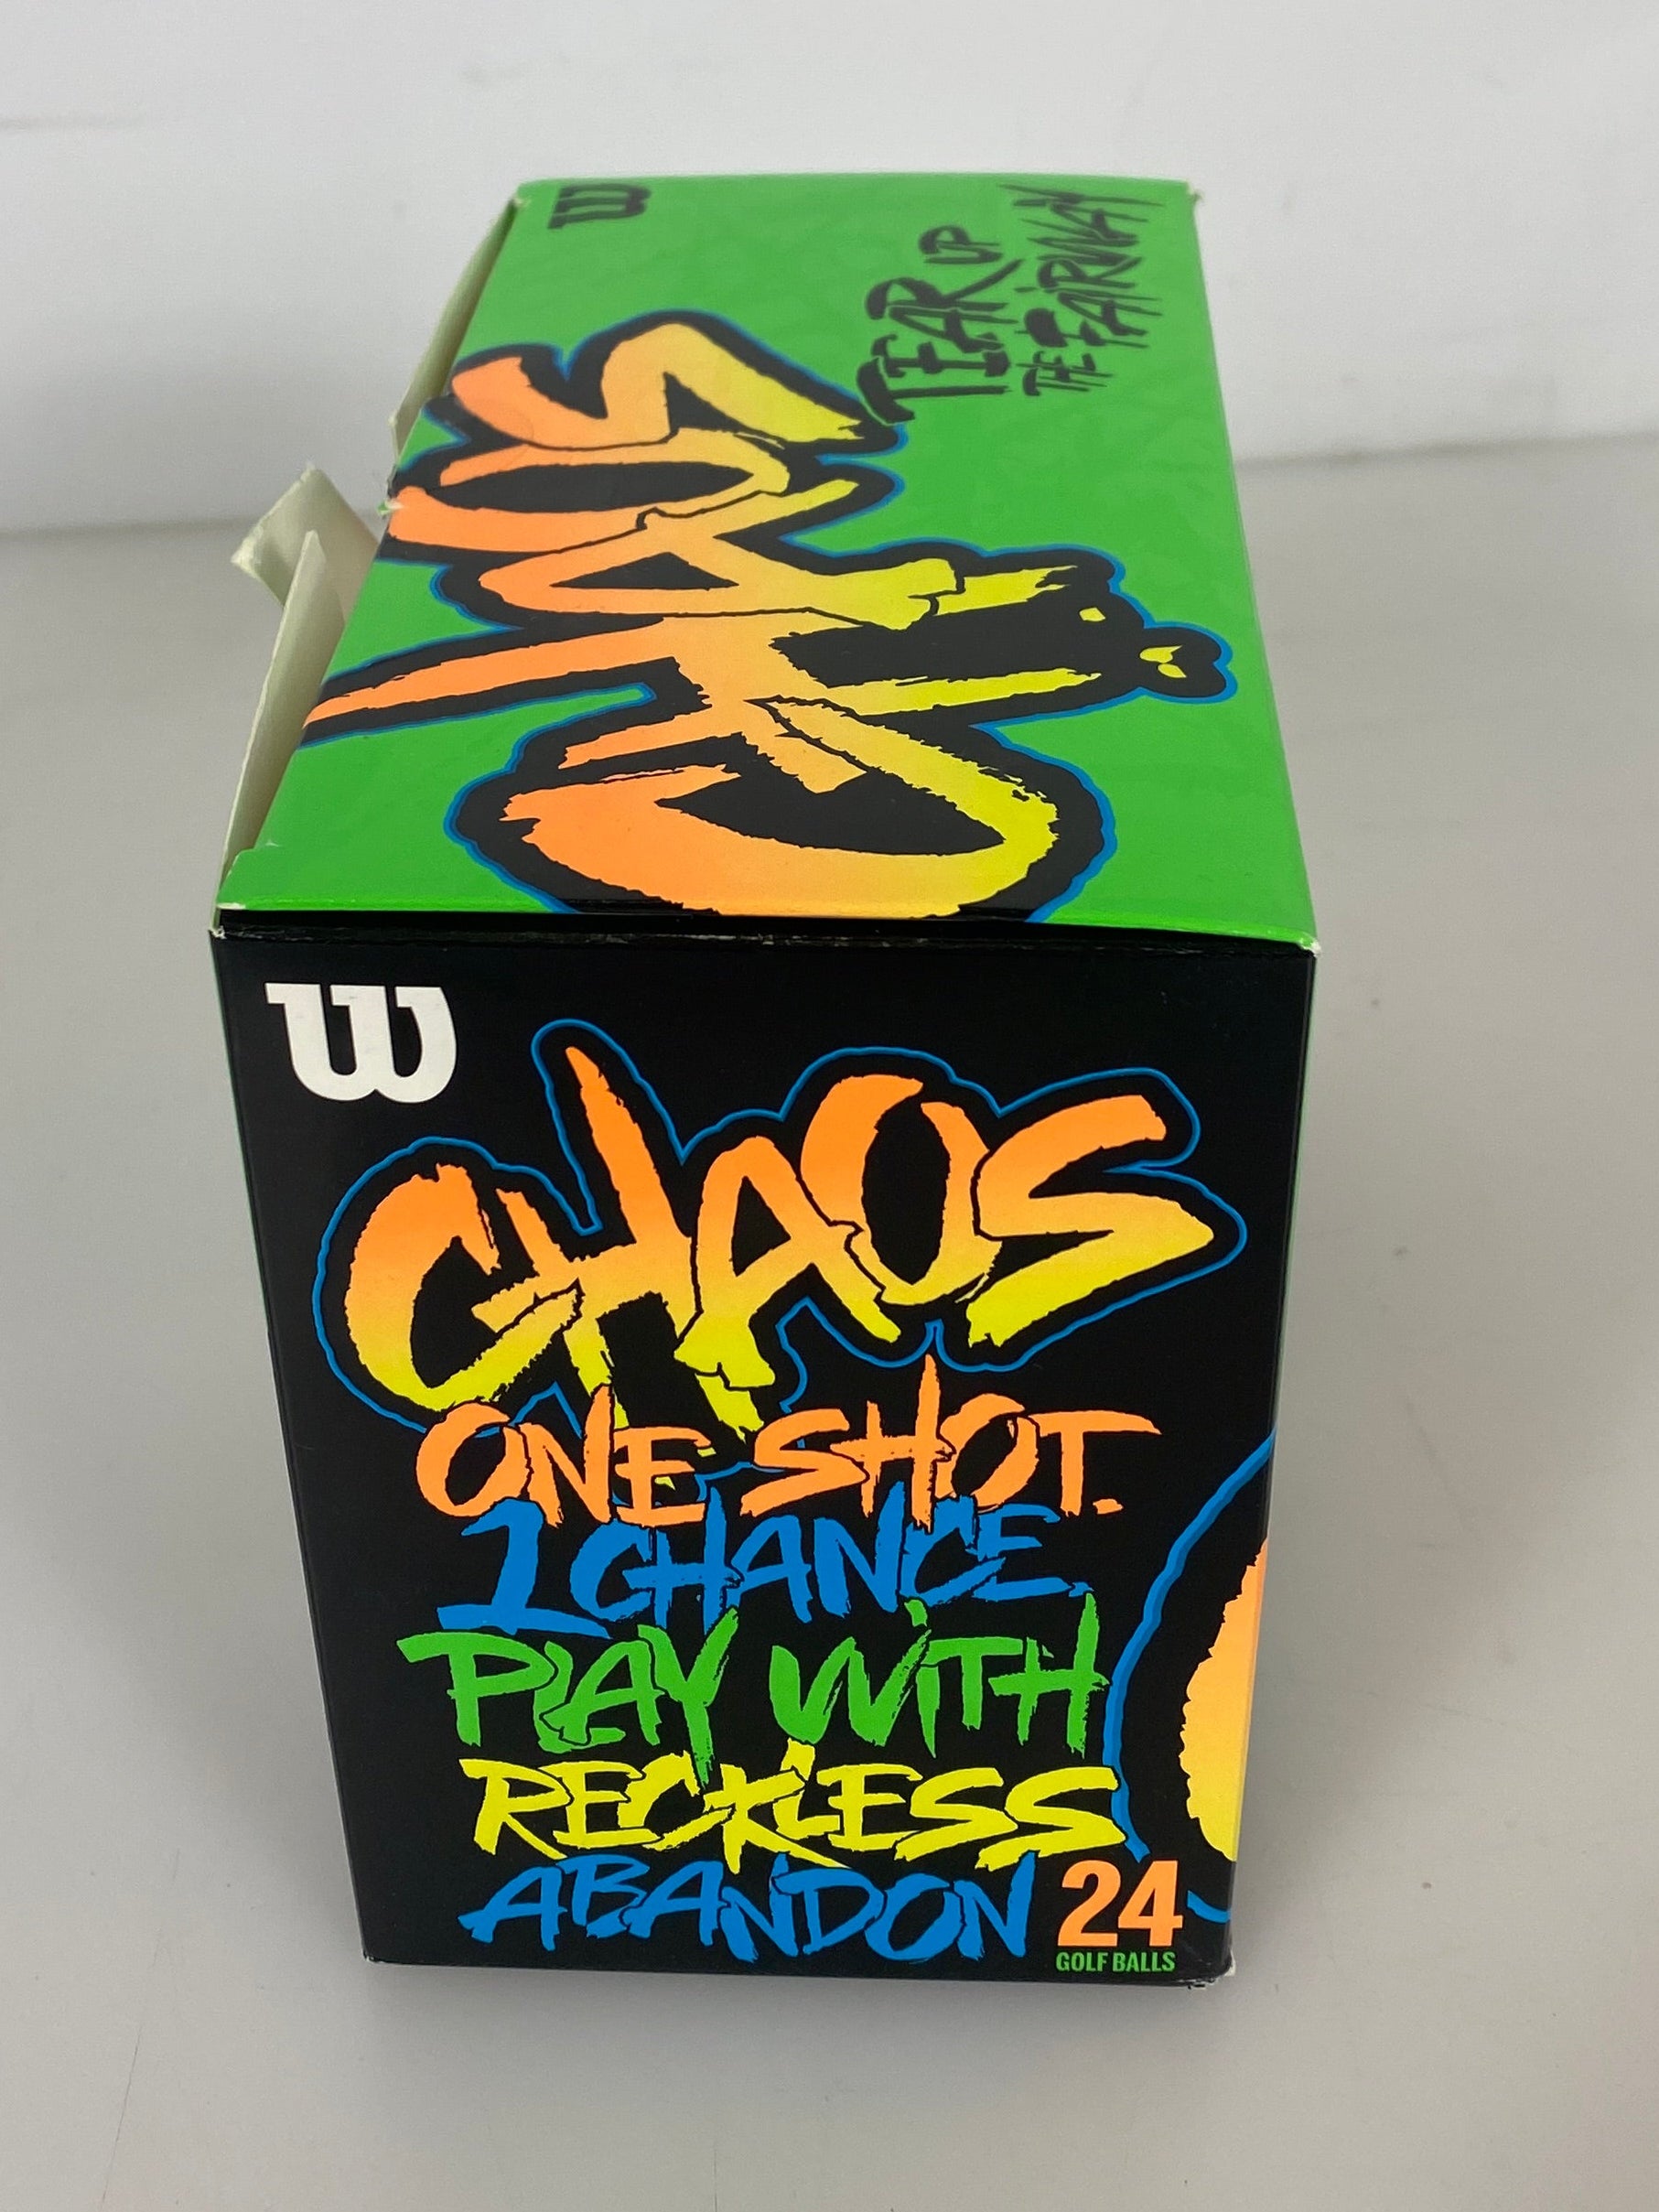 W
TEAR UP
THE FAIRWAY
CHAOS
W
CHAOS
ONE SHOT.
1 CHANCE.
PLAY WITH
RECKLESS
ABANDON
24
GOLF BALLS